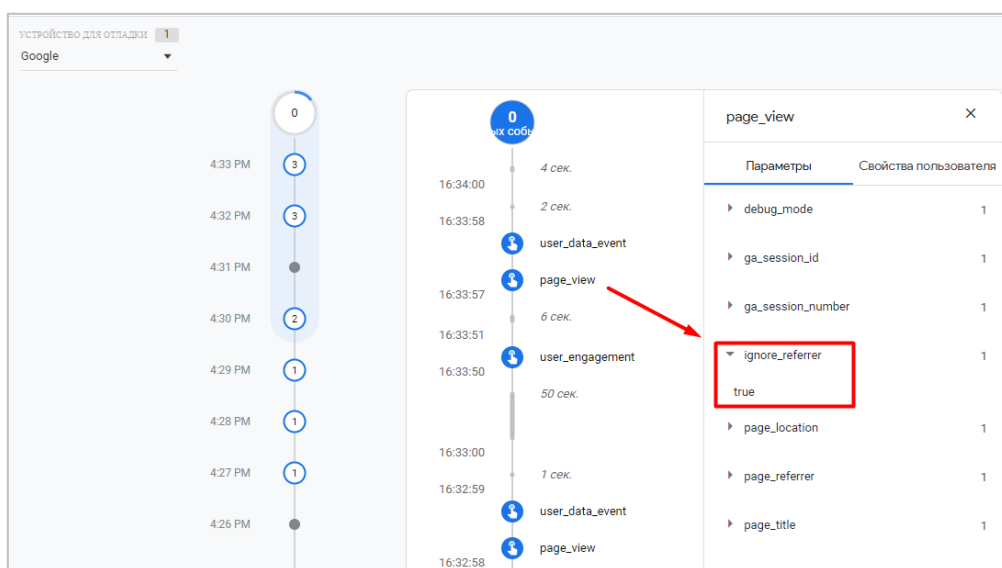 УСТРОЙСТВО ДЛЯ ОТЛАДКИ 1
Google
0
4:33 PM 3
4:32 PM 3
4:31 PM
4:30 PM 2
4:29 PM 1
4:28 PM 1
4:27 PM 1
4:26 PM
0
ых собы
4 сек.
16:34:00
2 сек.
16:33:58
user_data_event
page_view
16:33:57
6 сек.
16:33:51
user_engagement
16:33:50
50 сек.
16:33:00
1 сек.
16:32:59
user_data_event
page_view
16:32:58
page_view
Параметры Свойства пользователя
debug_mode 1
ga_session_id 1
ga_session_number 1
ignore_referrer 1
true
page_location 1
page_referrer 1
page_title 1